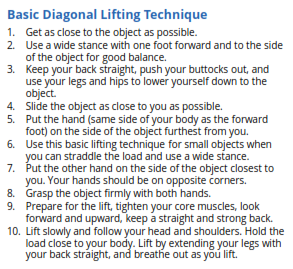 Basic Diagonal Lifting Technique
1. Get as close to the object as possible.
2. Use a wide stance with one foot forward and to the side
of the object for good balance.
3. Keep your back straight, push your buttocks out, and
use your legs and hips to lower yourself down to the
object.
4. Slide the object as close to you as possible.
5. Put the hand (same side of your body as the forward
foot) on the side of the object furthest from you.
6. Use this basic lifting technique for small objects when
you can straddle the load and use a wide stance.
7. Put the other hand on the side of the object closest to
you. Your hands should be on opposite corners.
8. Grasp the object firmly with both hands.
9. Prepare for the lift, tighten your core muscles, look
forward and upward, keep a straight and strong back.
10. Lift slowly and follow your head and shoulders. Hold the
load close to your body. Lift by extending your legs with
your back straight, and breathe out as you lift.